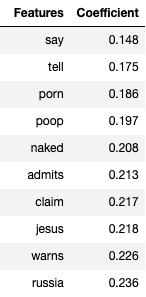 Features Coefficient
say 0.148
tell 0.175
porn 0.186
poop 0.197
naked 0.208
admits 0.213
claim 0.217
jesus 0.218
warns 0.226
russia 0.236